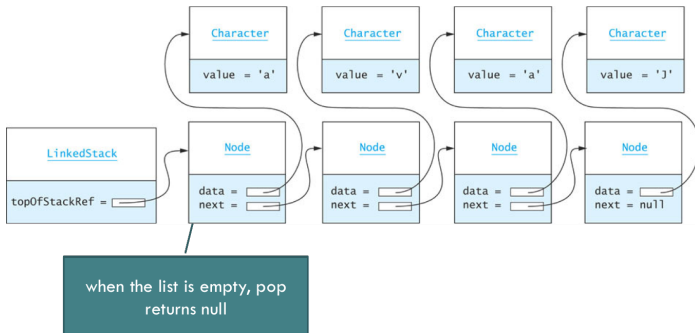 Character
Character
Character
Character
value = 'a'
value = 'v'
value = 'a'
value = 'J'
LinkedStack
Node
Node
Node
Node
topOfStackRef =
data =
next =
data =
next =
data =
next =
data =
next = null
when the list is empty, pop
returns null